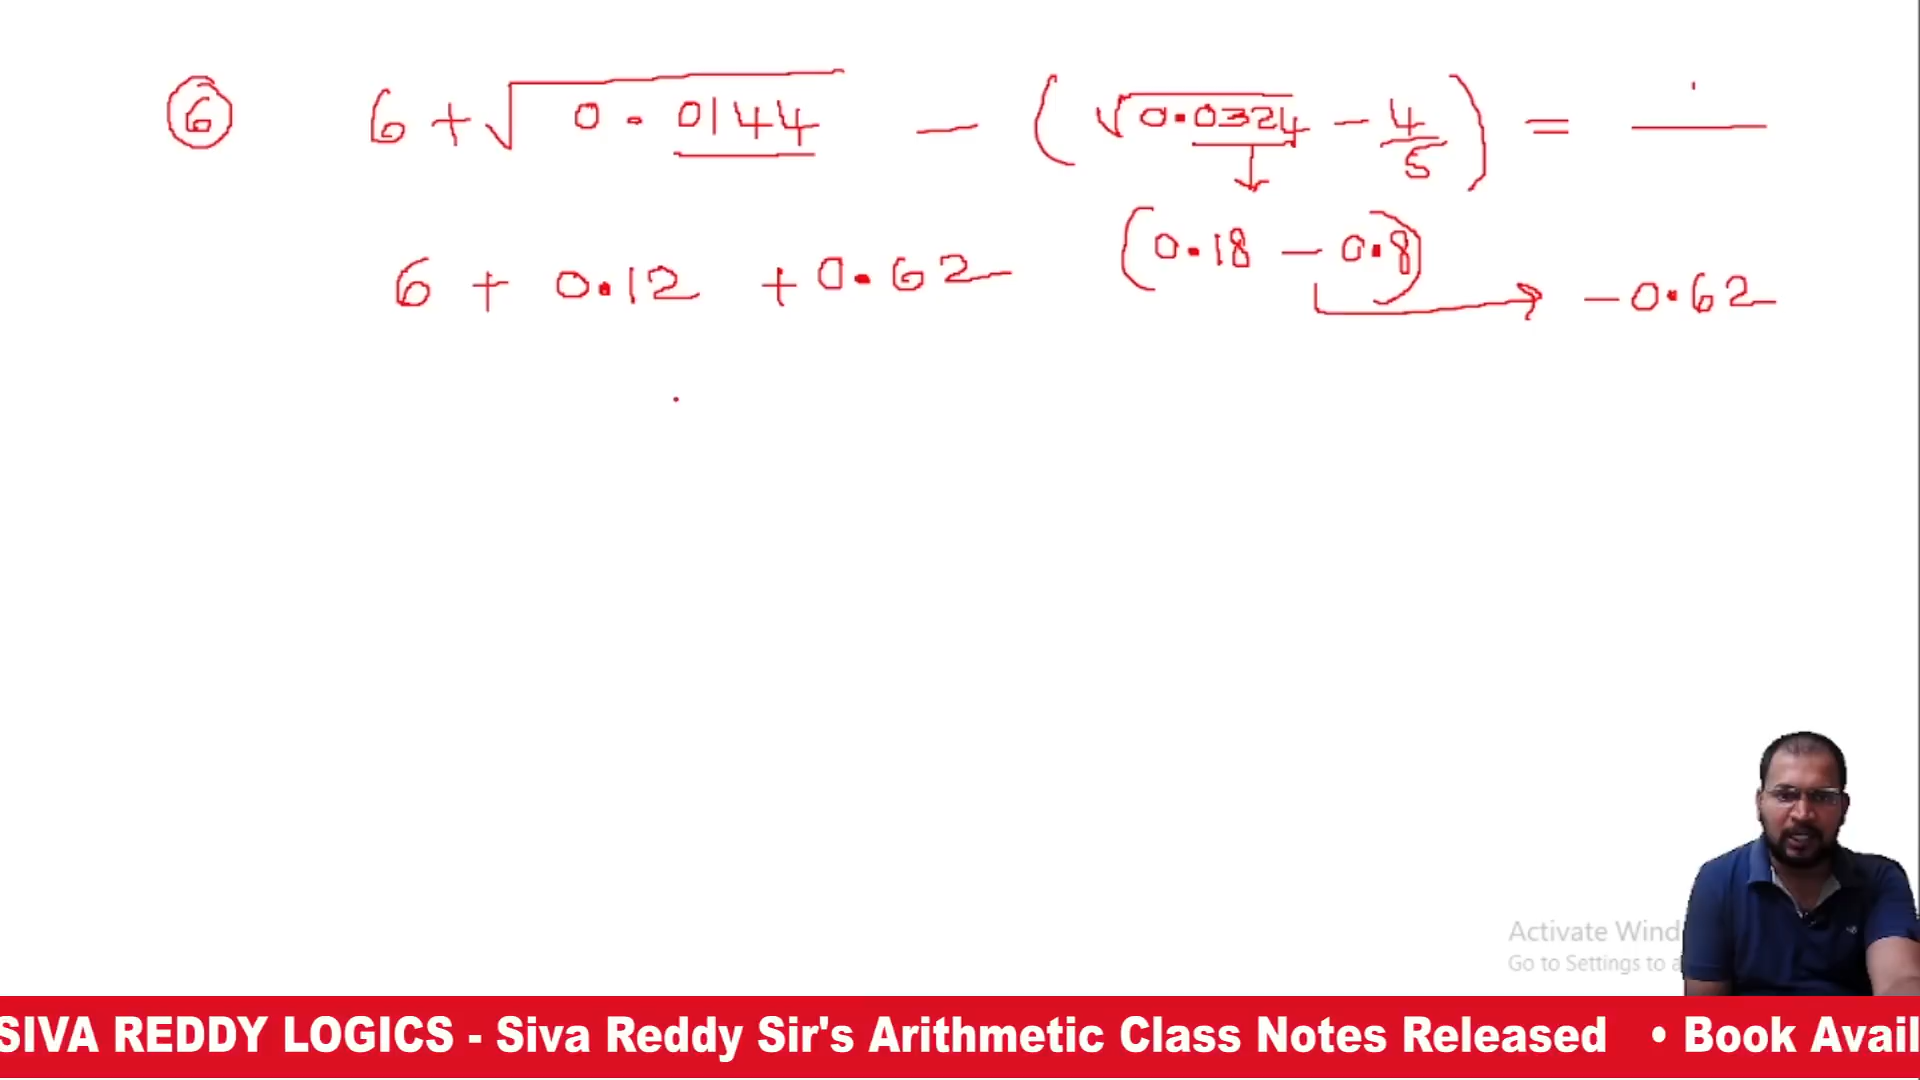 6 6 + √0.0144 - (√0.0324 - 4/5) = ___
(0.18 - 0.8)
6 + 0.12 + 0.62 → -0.62
Activate Wind
Go to Settings to a
SIVA REDDY LOGICS - Siva Reddy Sir's Arithmetic Class Notes Released • Book Avail